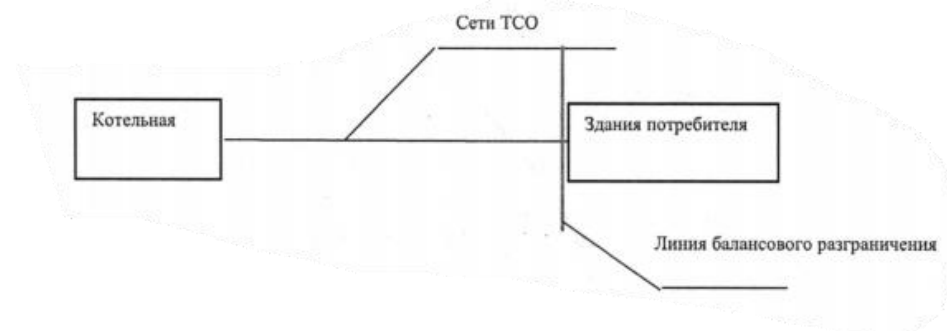 Сети ТСО
Котельная
Здания потребителя
Линия балансового разграничения